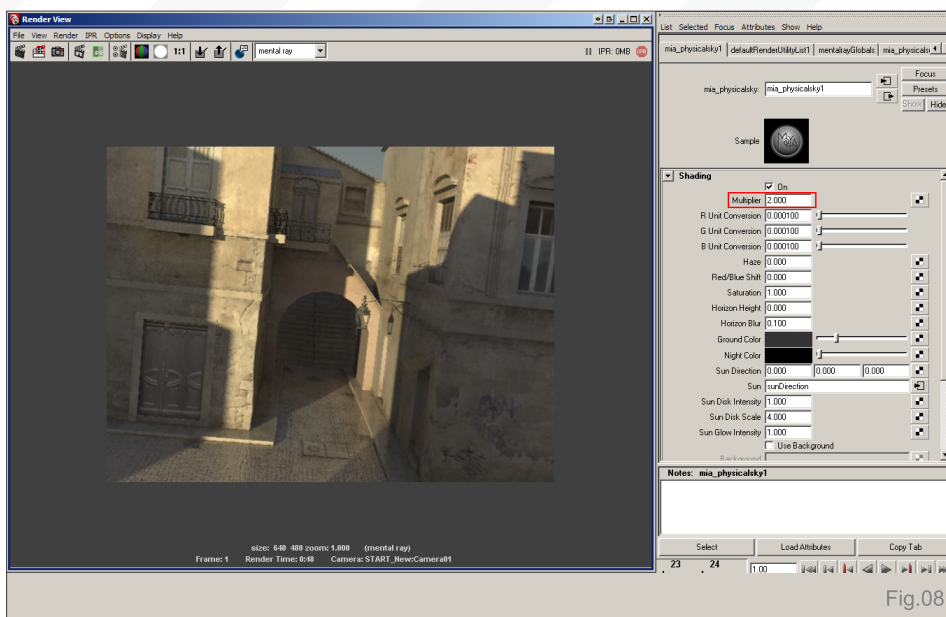 Render View
File View Render IPR Options Display Help
1:1 mental ray IPR: 0MB
size: 640 480 zoom: 1.000 (mental ray)
Frame: 1 Render Time: 0:48 Camera: START_New:Camera01
List Selected Focus Attributes Show Help
mia_physicalsky1 defaultRenderUtilityList1 mentalrayGlobals mia_physicals
Focus
mia_physicalsky: mia_physicalsky1
Presets
Show Hide
Sample
MAYA
Shading
On
Multiplier 2.000
R Unit Conversion 0.000100
G Unit Conversion 0.000100
B Unit Conversion 0.000100
Haze 0.000
Red/Blue Shift 0.000
Saturation 1.000
Horizon Height 0.000
Horizon Blur 0.100
Ground Color
Night Color
Sun Direction 0.000 0.000 0.000
Sun sunDirection
Sun Disk Intensity 1.000
Sun Disk Scale 4.000
Sun Glow Intensity 1.000
Use Background
Background
Notes: mia_physicalsky1
Select Load Attributes Copy Tab
23 24 1.00
Fig.08